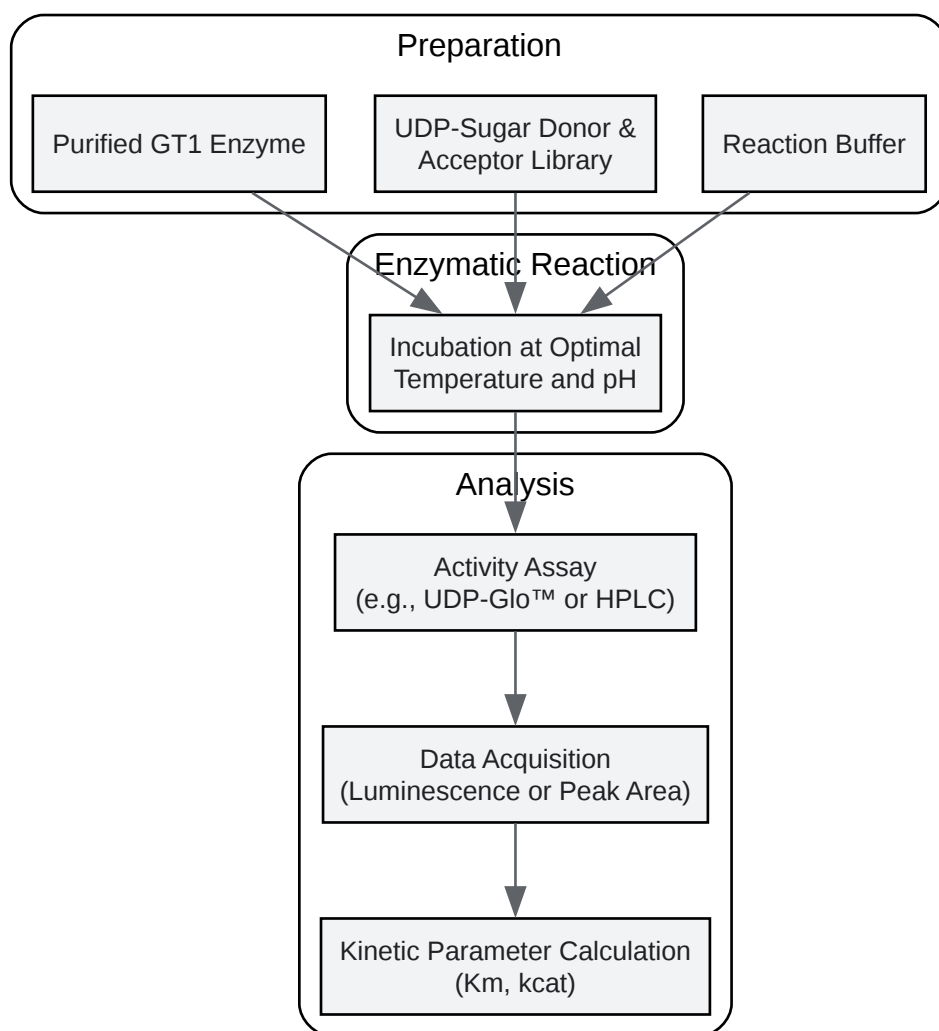 Preparation
Purified GT1 Enzyme
UDP-Sugar Donor &
Acceptor Library
Reaction Buffer
Enzymatic Reaction
Incubation at Optimal
Temperature and pH
Analysis
Activity Assay
(e.g., UDP-Glo™ or HPLC)
Data Acquisition
(Luminescence or Peak Area)
Kinetic Parameter Calculation
(Km, kcat)